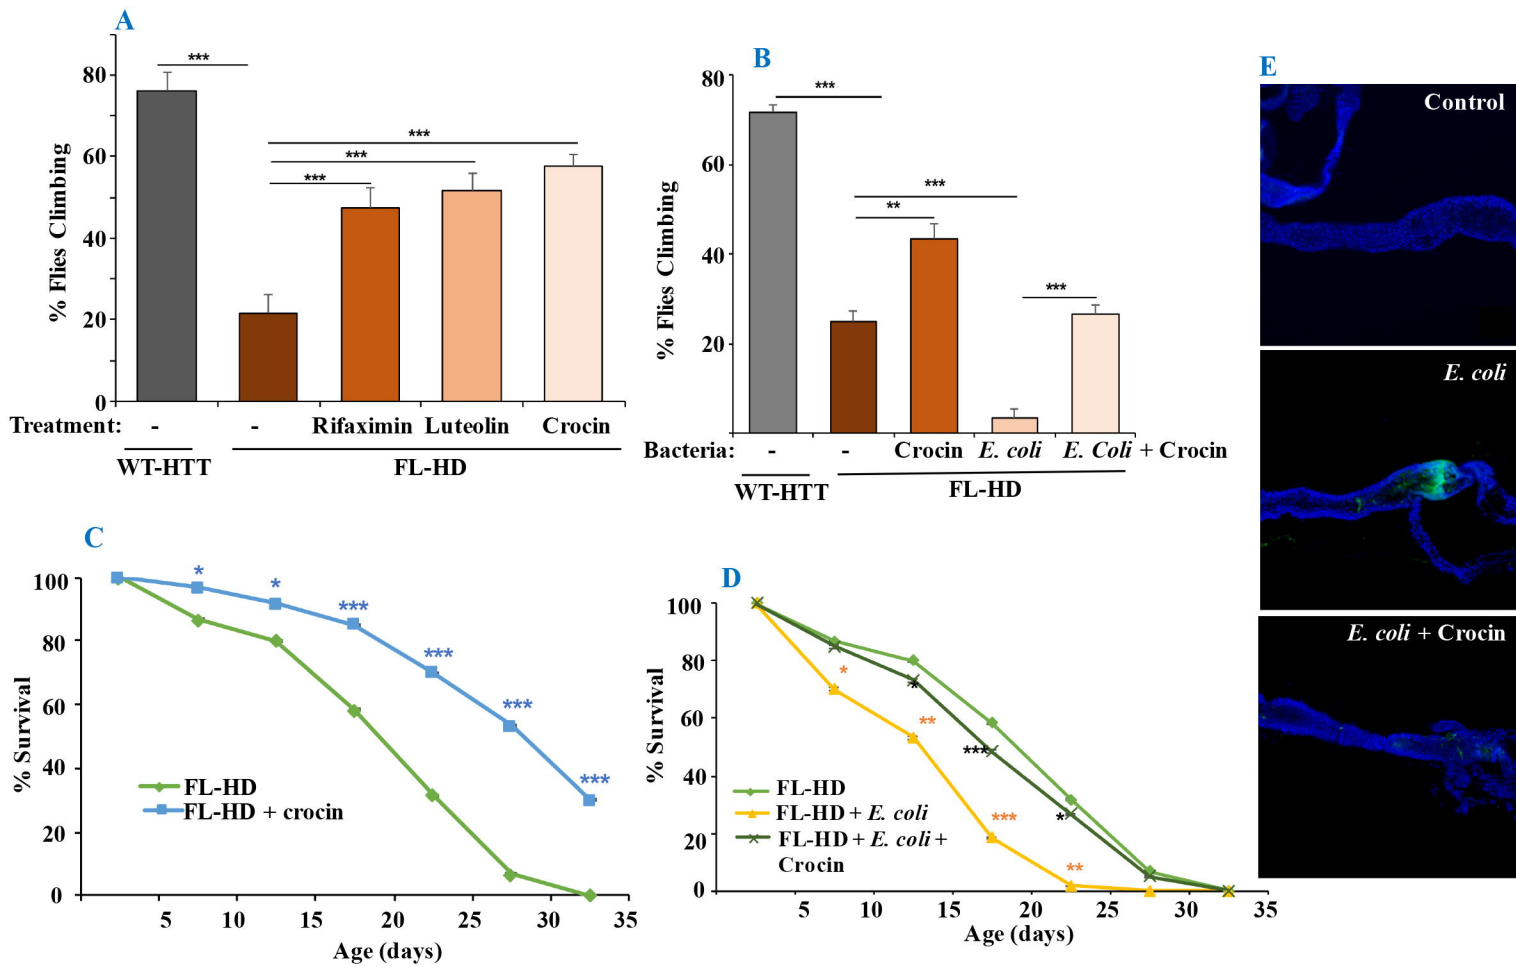 A
% Flies Climbing
80
60
40
20
0
***
***
***
***
Treatment: - - Rifaximin Luteolin Crocin
WT-HTT FL-HD
B
% Flies Climbing
80
60
40
20
***
***
**
***
Bacteria: - - Crocin E. coli E. Coli + Crocin
WT-HTT FL-HD
C
% Survival
100
80
60
40
20
0
* * *** *** *** ***
FL-HD
FL-HD + crocin
5 10 15 20 25 30 35
Age (days)
D
% Survival
100
80
60
40
20
0
*
*
**
***
***
*
**
FL-HD
FL-HD + E. coli
FL-HD + E. coli +
Crocin
5 10 15 20 25 30 35
Age (days)
E
Control
E. coli
E. coli + Crocin